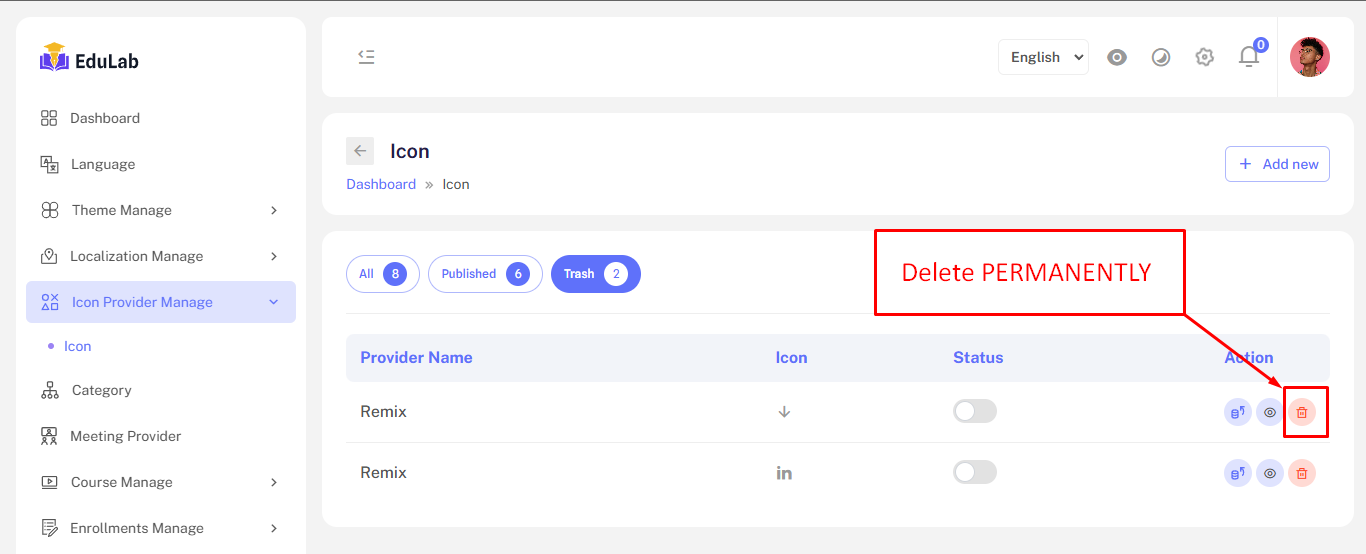 EduLab
English
0
Dashboard
Language
Theme Manage
Localization Manage
Icon Provider Manage
Icon
Category
Meeting Provider
Course Manage
Enrollments Manage
Icon
Dashboard » Icon
+ Add new
All 8
Published 6
Trash 2
Delete PERMANENTLY
Provider Name Icon Status Action
Remix
Remix in